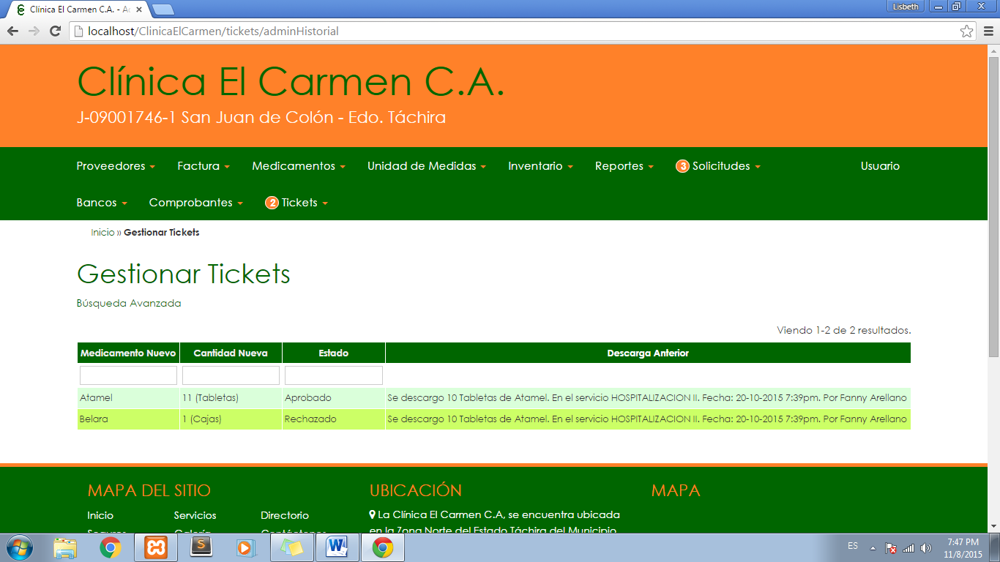 Clínica El Carmen C.A. - A
Lisbeth
localhost/ClinicaElCarmen/tickets/adminHistorial
Clínica El Carmen C.A.
J-09001746-1 San Juan de Colón - Edo. Táchira
Proveedores Factura Medicamentos Unidad de Medidas Inventario Reportes 3 Solicitudes Usuario
Bancos Comprobantes 2 Tickets
Inicio » Gestionar Tickets
Gestionar Tickets
Búsqueda Avanzada
Viendo 1-2 de 2 resultados.
Medicamento Nuevo Cantidad Nueva Estado Descarga Anterior
Atamel 11 (Tabletas) Aprobado Se descargo 10 Tabletas de Atamel. En el servicio HOSPITALIZACION II. Fecha: 20-10-2015 7:39pm. Por Fanny Arellano
Belara 1 (Cajas) Rechazado Se descargo 10 Tabletas de Atamel. En el servicio HOSPITALIZACION II. Fecha: 20-10-2015 7:39pm. Por Fanny Arellano
MAPA DEL SITIO UBICACIÓN MAPA
Inicio Servicios Directorio La Clínica El Carmen C.A, se encuentra ubicada
Seguros Galería Contáctenos en la Zona Norte del Estado Táchira del Municipio
ES 7:47 PM
11/8/2015